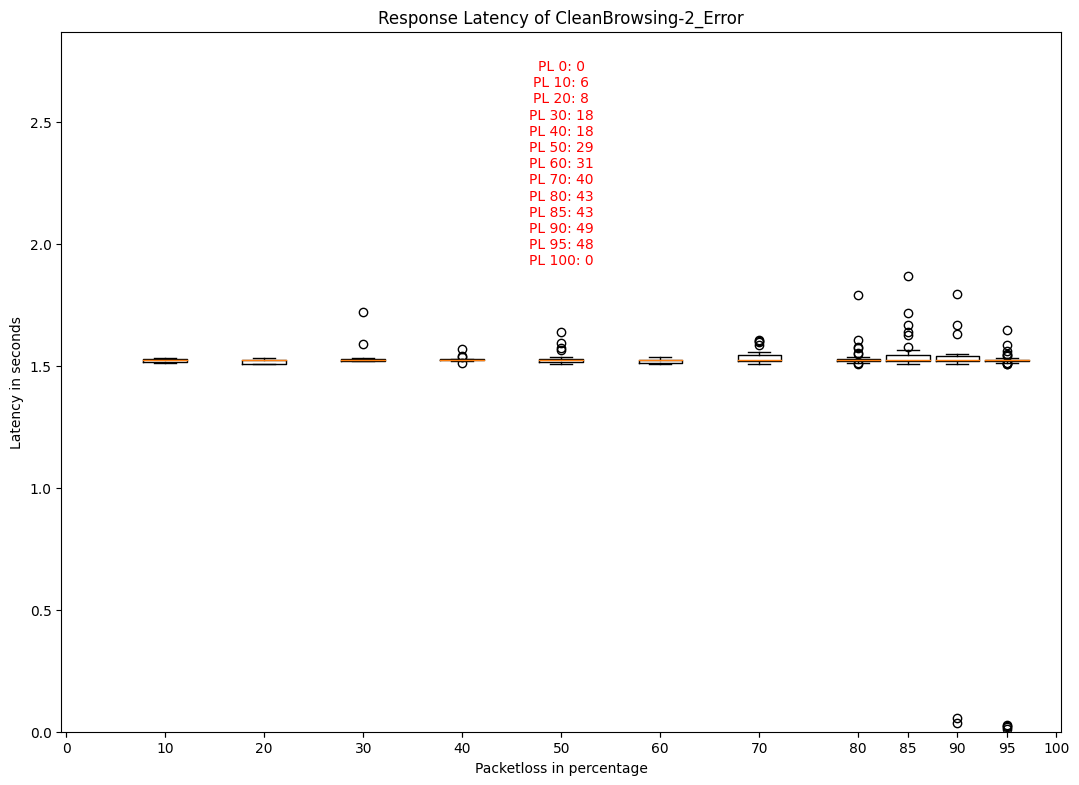 Response Latency of CleanBrowsing-2_Error
PL 0: 0
PL 10: 6
PL 20: 8
PL 30: 18
PL 40: 18
PL 50: 29
PL 60: 31
PL 70: 40
PL 80: 43
PL 85: 43
PL 90: 49
PL 95: 48
PL 100: 0
Latency in seconds
2.5
2.0
1.5
1.0
0.5
0.0
0 10 20 30 40 50 60 70 80 85 90 95 100
Packetloss in percentage